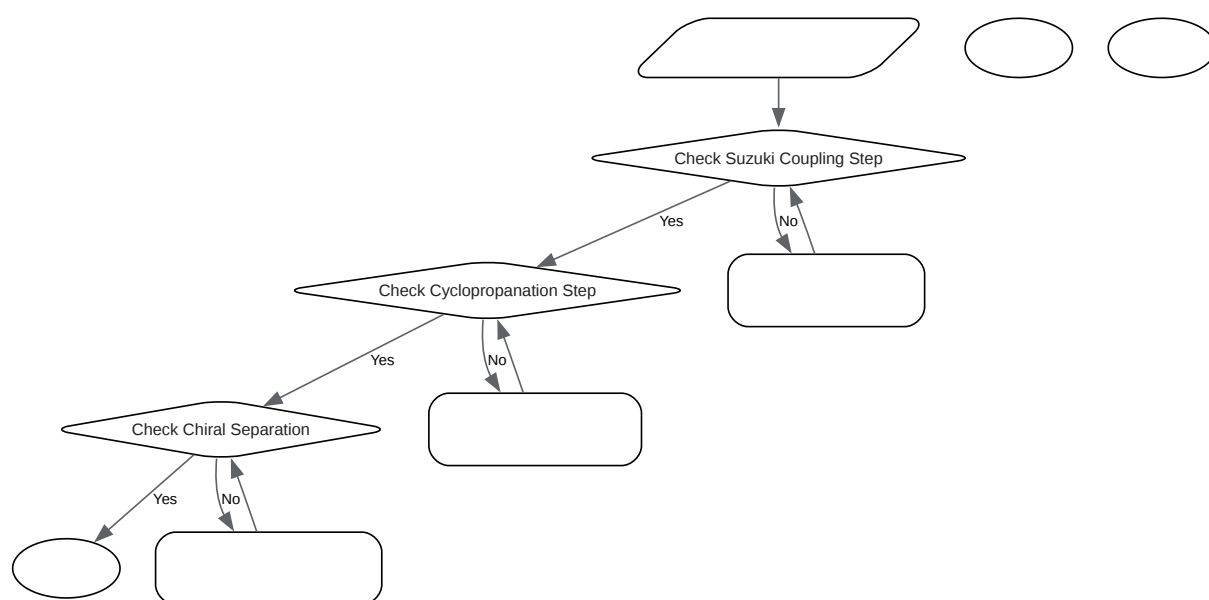 Check Suzuki Coupling Step
Yes
No
Check Cyclopropanation Step
Yes
No
Check Chiral Separation
Yes
No